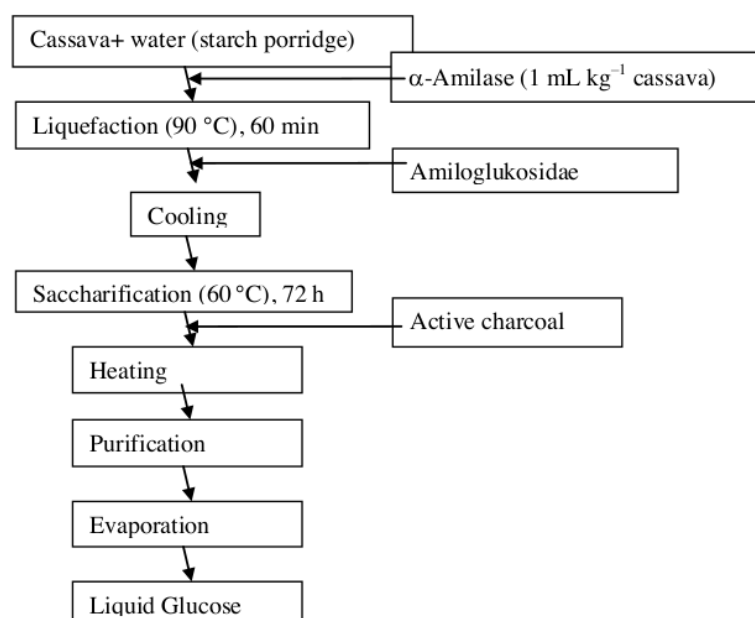 Cassava+ water (starch porridge)
α-Amilase (1 mL kg⁻¹ cassava)
Liquefaction (90 °C), 60 min
Amiloglukosidae
Cooling
Saccharification (60 °C), 72 h
Active charcoal
Heating
Purification
Evaporation
Liquid Glucose